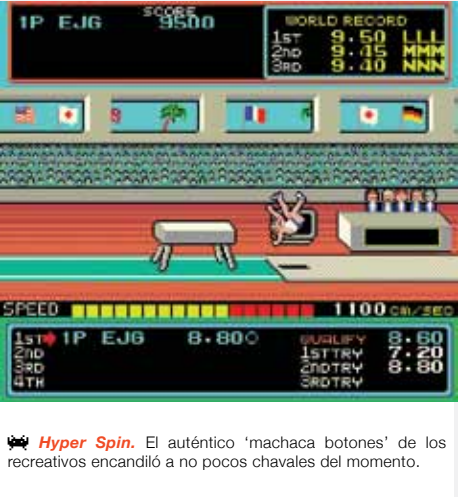 SCORE
1P EJG 9500
WORLD RECORD
1ST 9.50 LLL
2ND 9.45 MMM
3RD 9.40 NNN
SPEED 1100 cm/SEC
1ST 1P EJG 8.80 QUALIFY 8.60
2ND 1STTRY 7.20
3RD 2NDTRY 8.80
4TH 3RDTRY
Hyper Spin. El auténtico ‘machaca botones’ de los
recreativos encandiló a no pocos chavales del momento.